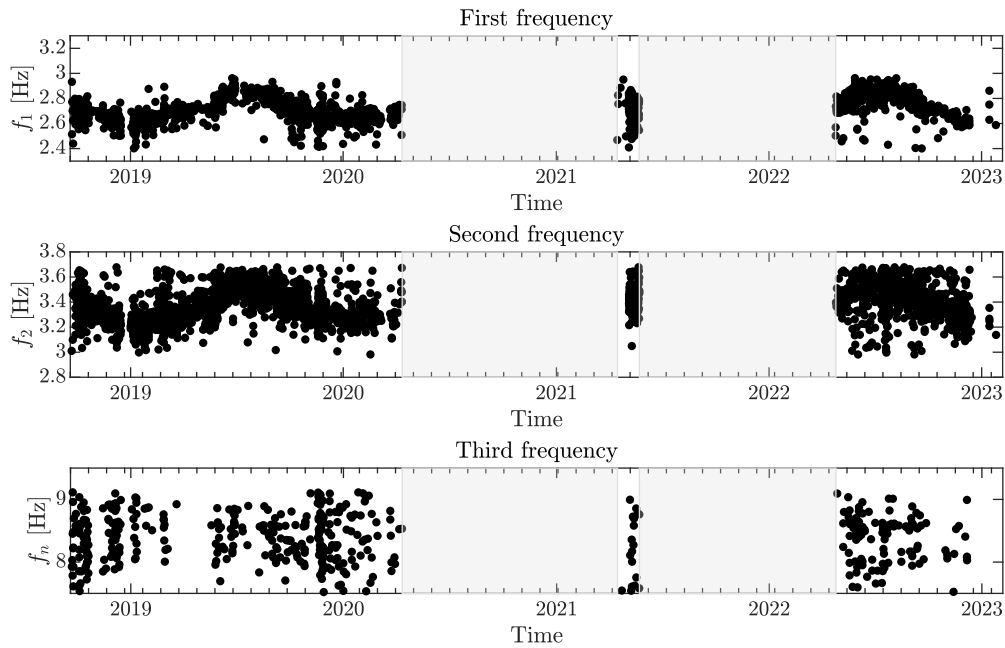 First frequency
3.2
3
2.8
2.6
2.4
f1 [Hz]
2019 2020 2021 2022 2023
Time
Second frequency
3.8
3.6
3.4
3.2
3
2.8
f2 [Hz]
2019 2020 2021 2022 2023
Time
Third frequency
9
8
fn [Hz]
2019 2020 2021 2022 2023
Time